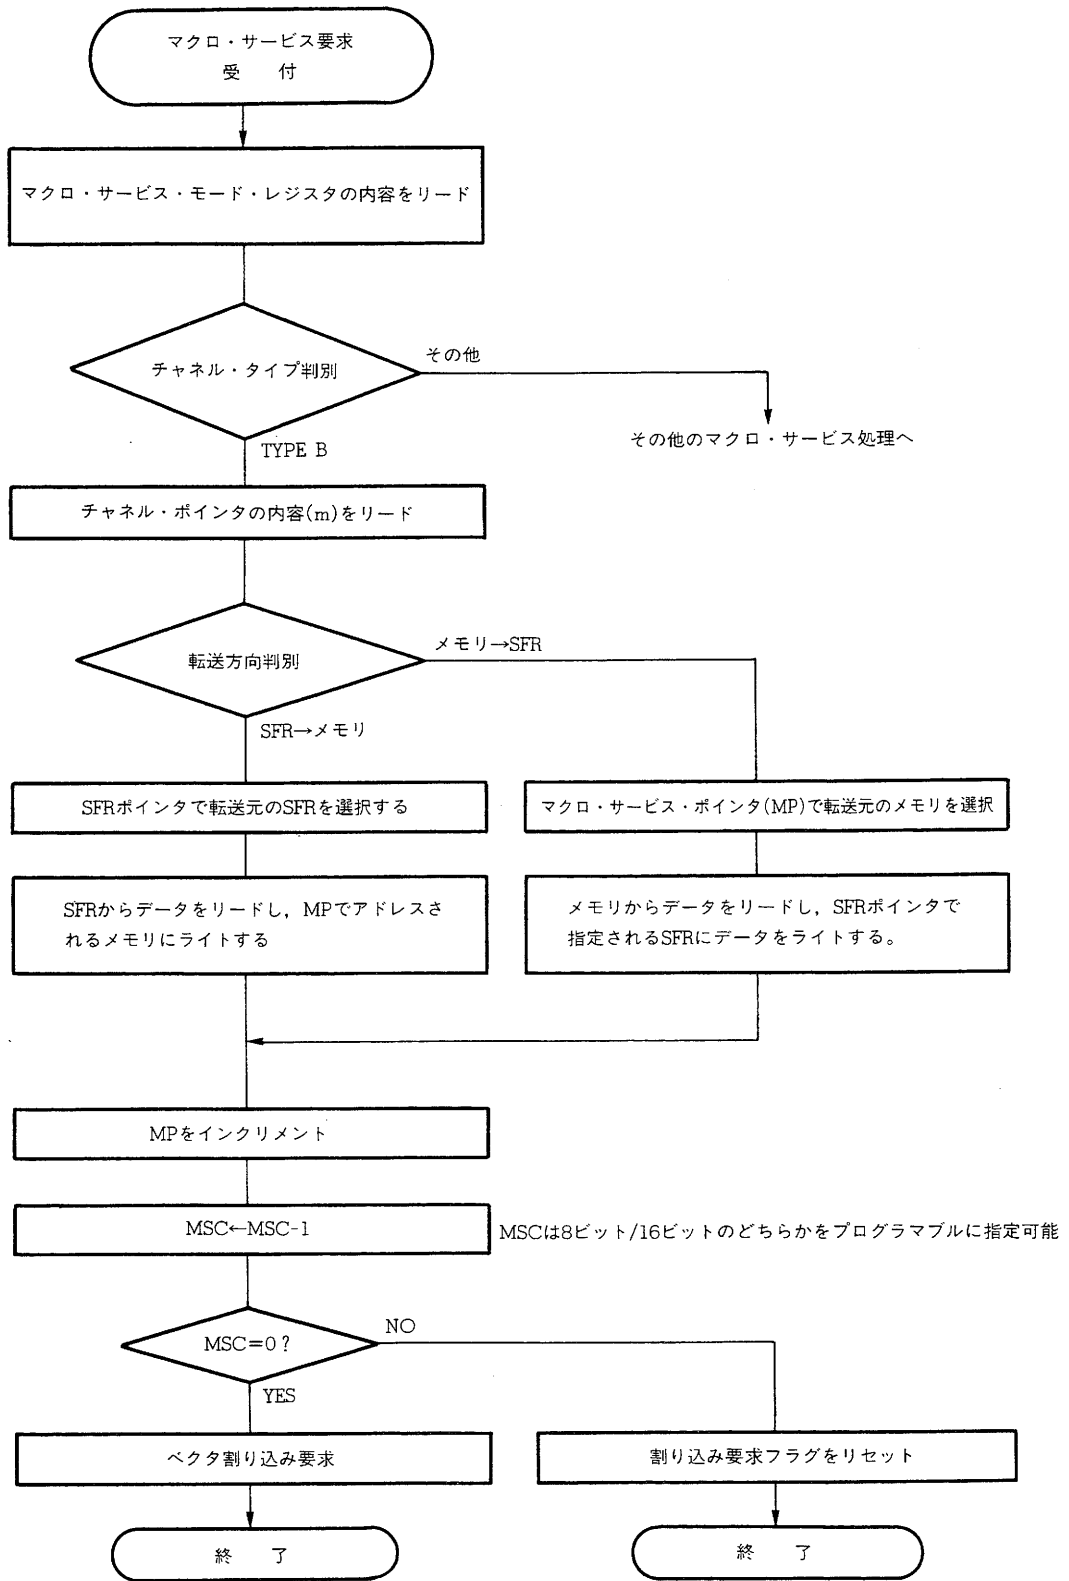 マクロ・サービス要求
受　付
マクロ・サービス・モード・レジスタの内容をリード
チャネル・タイプ判別
その他
その他のマクロ・サービス処理へ
TYPE B
チャネル・ポインタの内容(m)をリード
転送方向判別
メモリ→SFR
SFR→メモリ
SFRポインタで転送元のSFRを選択する
マクロ・サービス・ポインタ(MP)で転送元のメモリを選択
SFRからデータをリードし，MPでアドレスさ
れるメモリにライトする
メモリからデータをリードし，SFRポインタで
指定されるSFRにデータをライトする。
MPをインクリメント
MSC←MSC-1
MSCは8ビット/16ビットのどちらかをプログラマブルに指定可能
MSC=0？
NO
YES
ベクタ割り込み要求
割り込み要求フラグをリセット
終　了
終　了